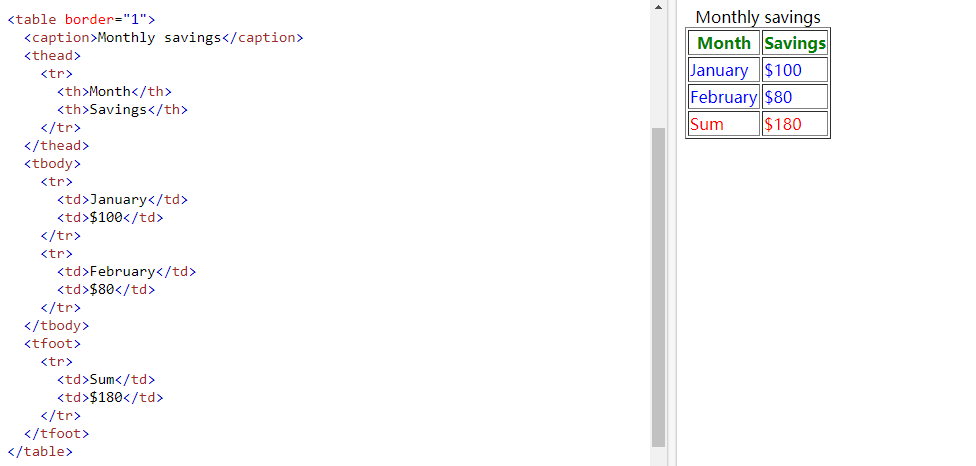 <table border="1">
  <caption>Monthly savings</caption>
  <thead>
    <tr>
      <th>Month</th>
      <th>Savings</th>
    </tr>
  </thead>
  <tbody>
    <tr>
      <td>January</td>
      <td>$100</td>
    </tr>
    <tr>
      <td>February</td>
      <td>$80</td>
    </tr>
  </tbody>
  <tfoot>
    <tr>
      <td>Sum</td>
      <td>$180</td>
    </tr>
  </tfoot>
</table>
Monthly savings
Month Savings
January $100
February $80
Sum $180